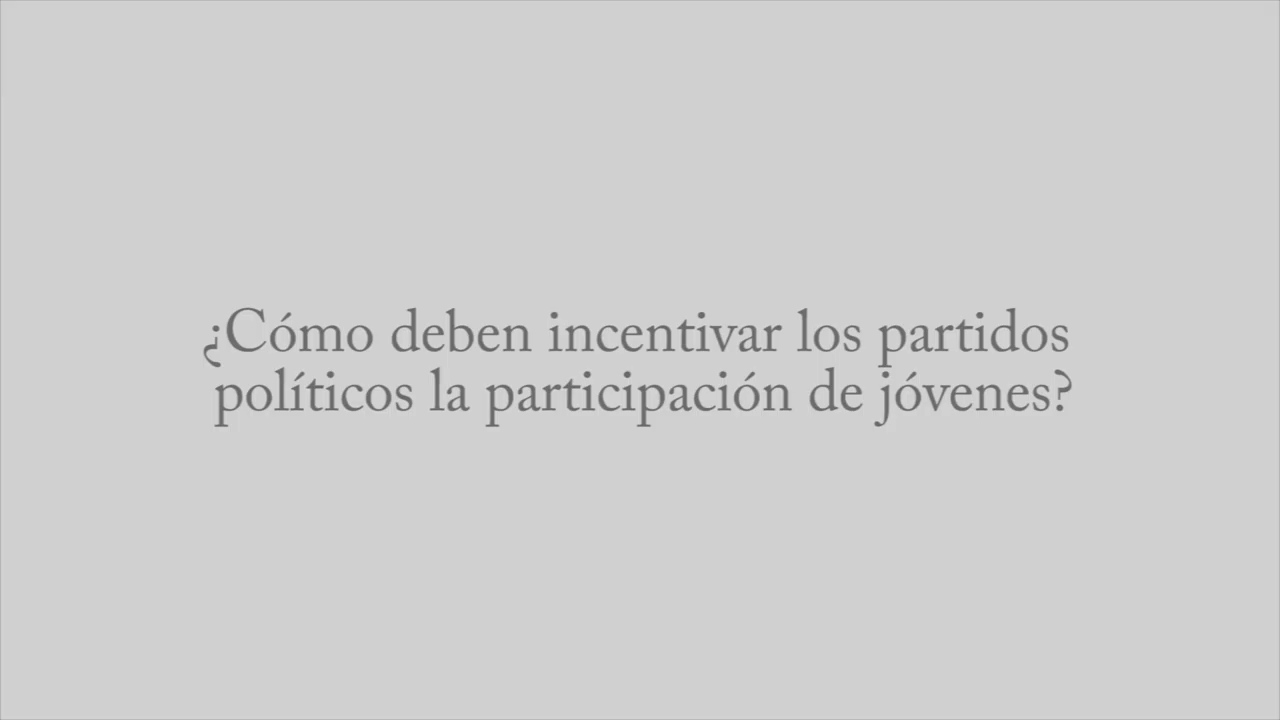 ¿Cómo deben incentivar los partidos
políticos la participación de jóvenes?